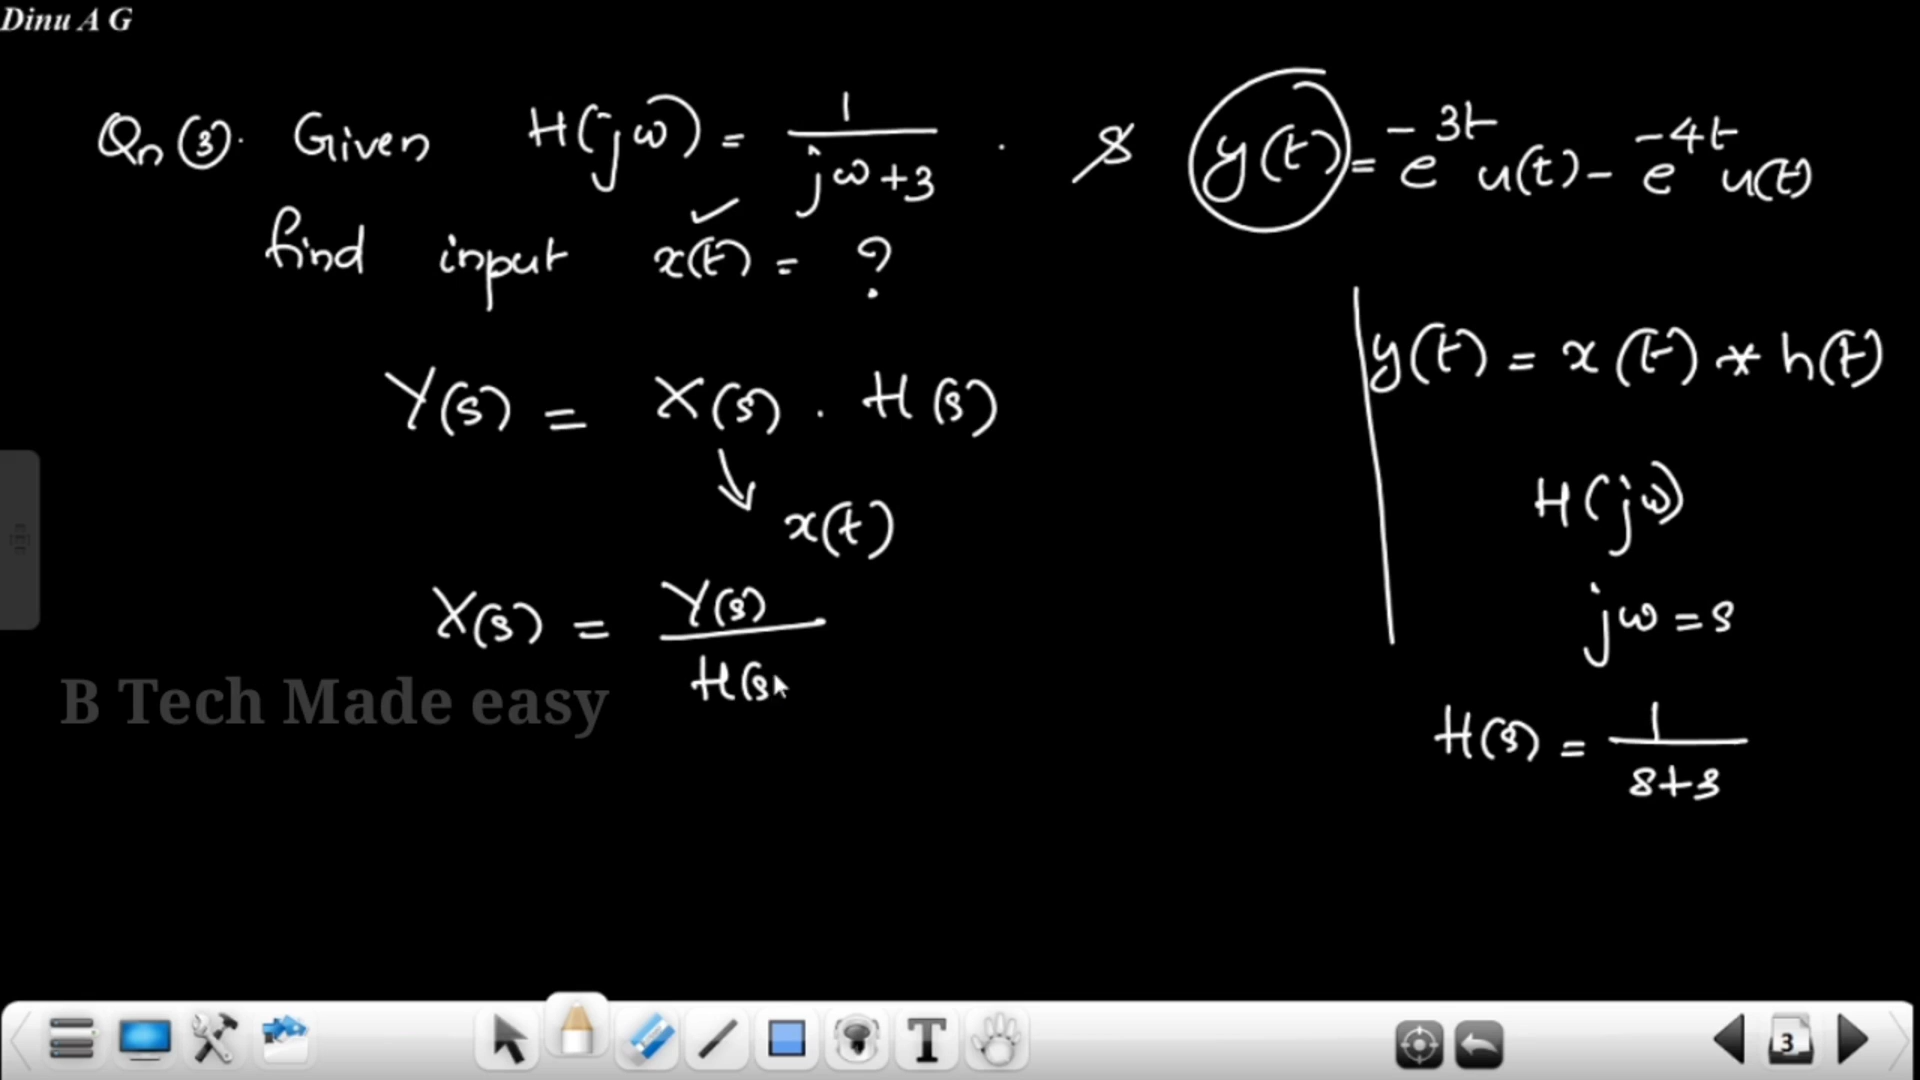 Dinu A G
Qn (3). Given H(jω) = 1/(jω+3) . & y(t) = e^{-3t} u(t) - e^{-4t} u(t)
find input x(t) = ?
Y(s) = X(s) . H(s)
x(t)
X(s) = Y(s)/H(s
y(t) = x(t) * h(t)
H(jω)
jω = s
H(s) = 1/(s+3)
B Tech Made easy
T
3